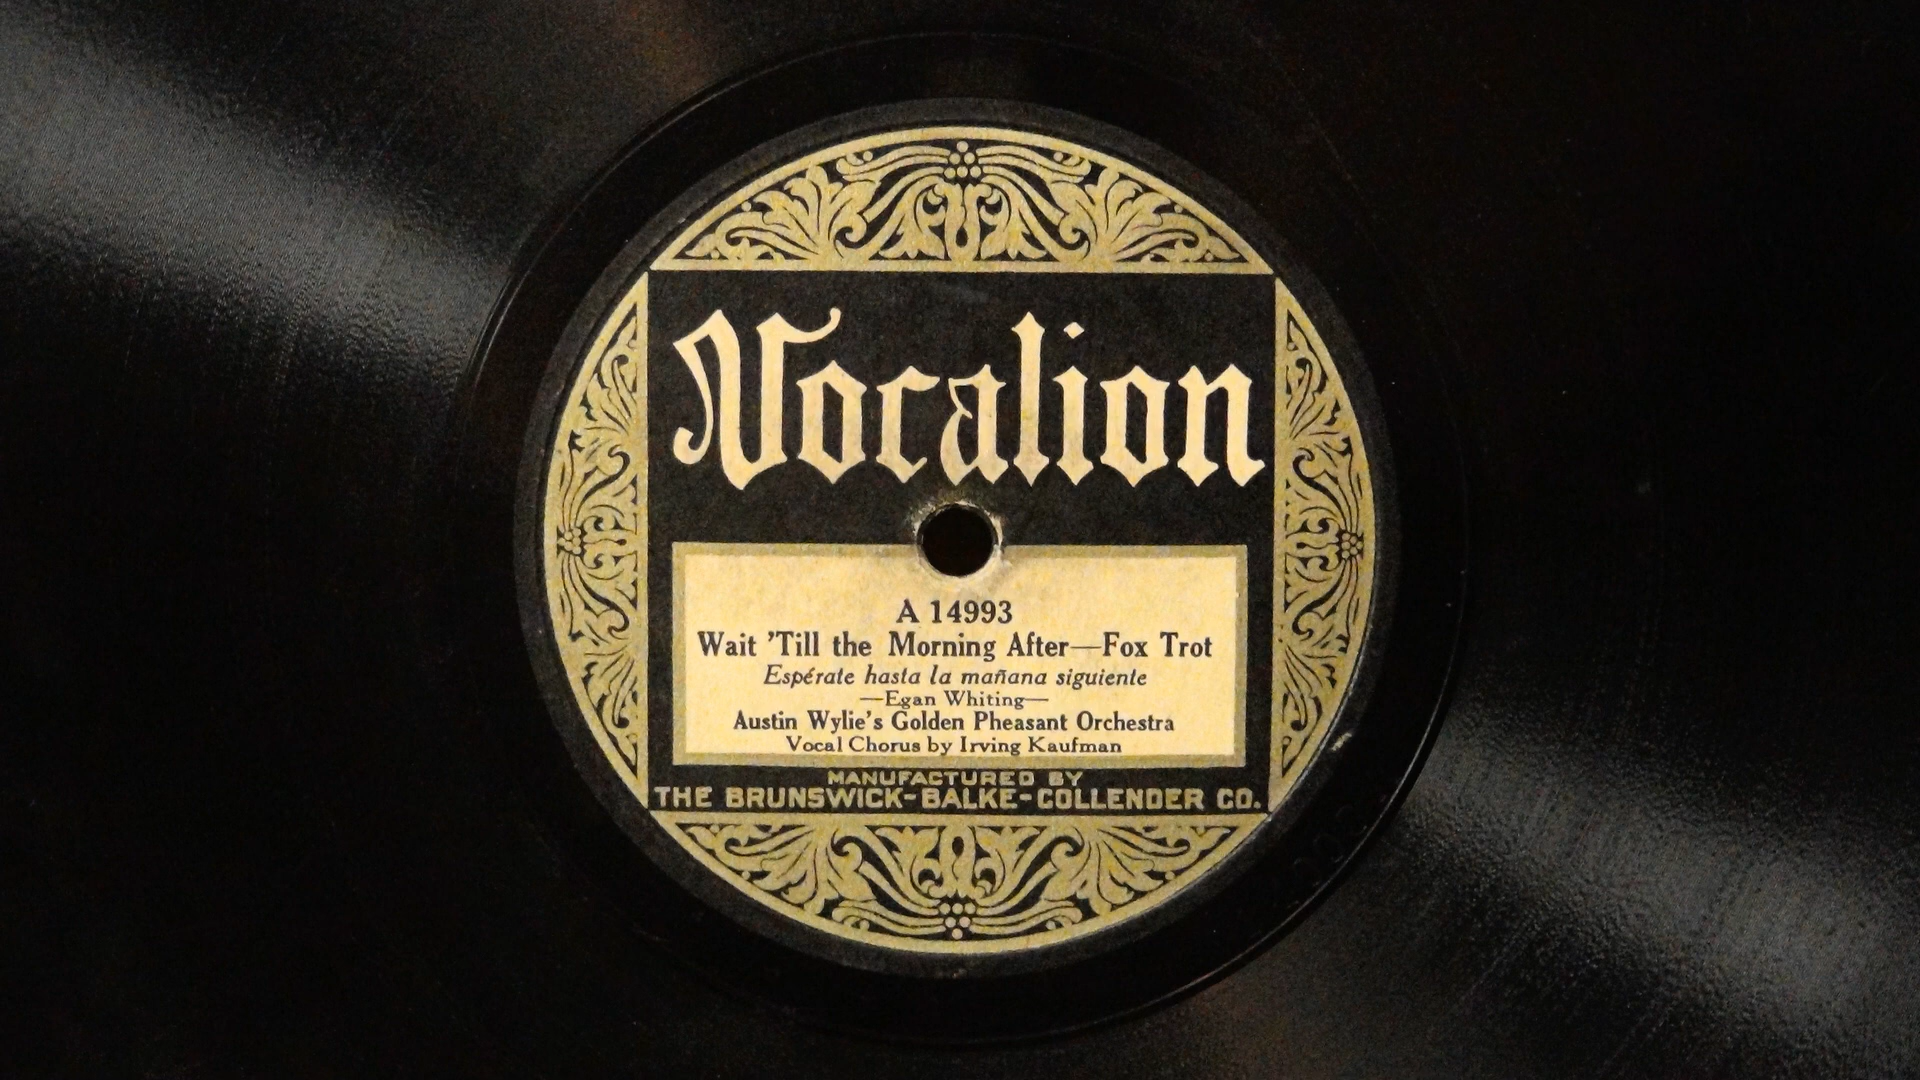 Vocalion
A 14993
Wait ’Till the Morning After—Fox Trot
Espérate hasta la mañana siguiente
—Egan Whiting—
Austin Wylie’s Golden Pheasant Orchestra
Vocal Chorus by Irving Kaufman
MANUFACTURED BY
THE BRUNSWICK-BALKE-COLLENDER CO.